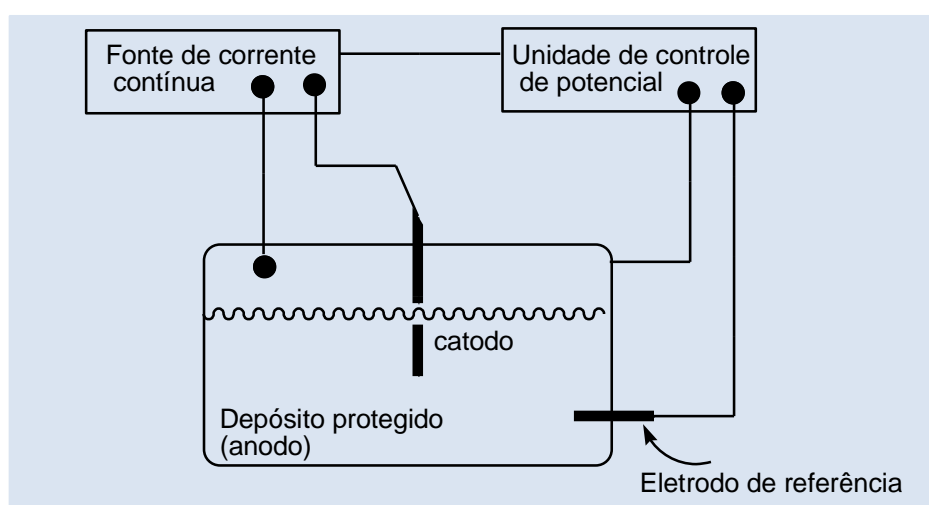 Fonte de corrente
contínua
Unidade de controle
de potencial
catodo
Depósito protegido
(anodo)
Eletrodo de referência